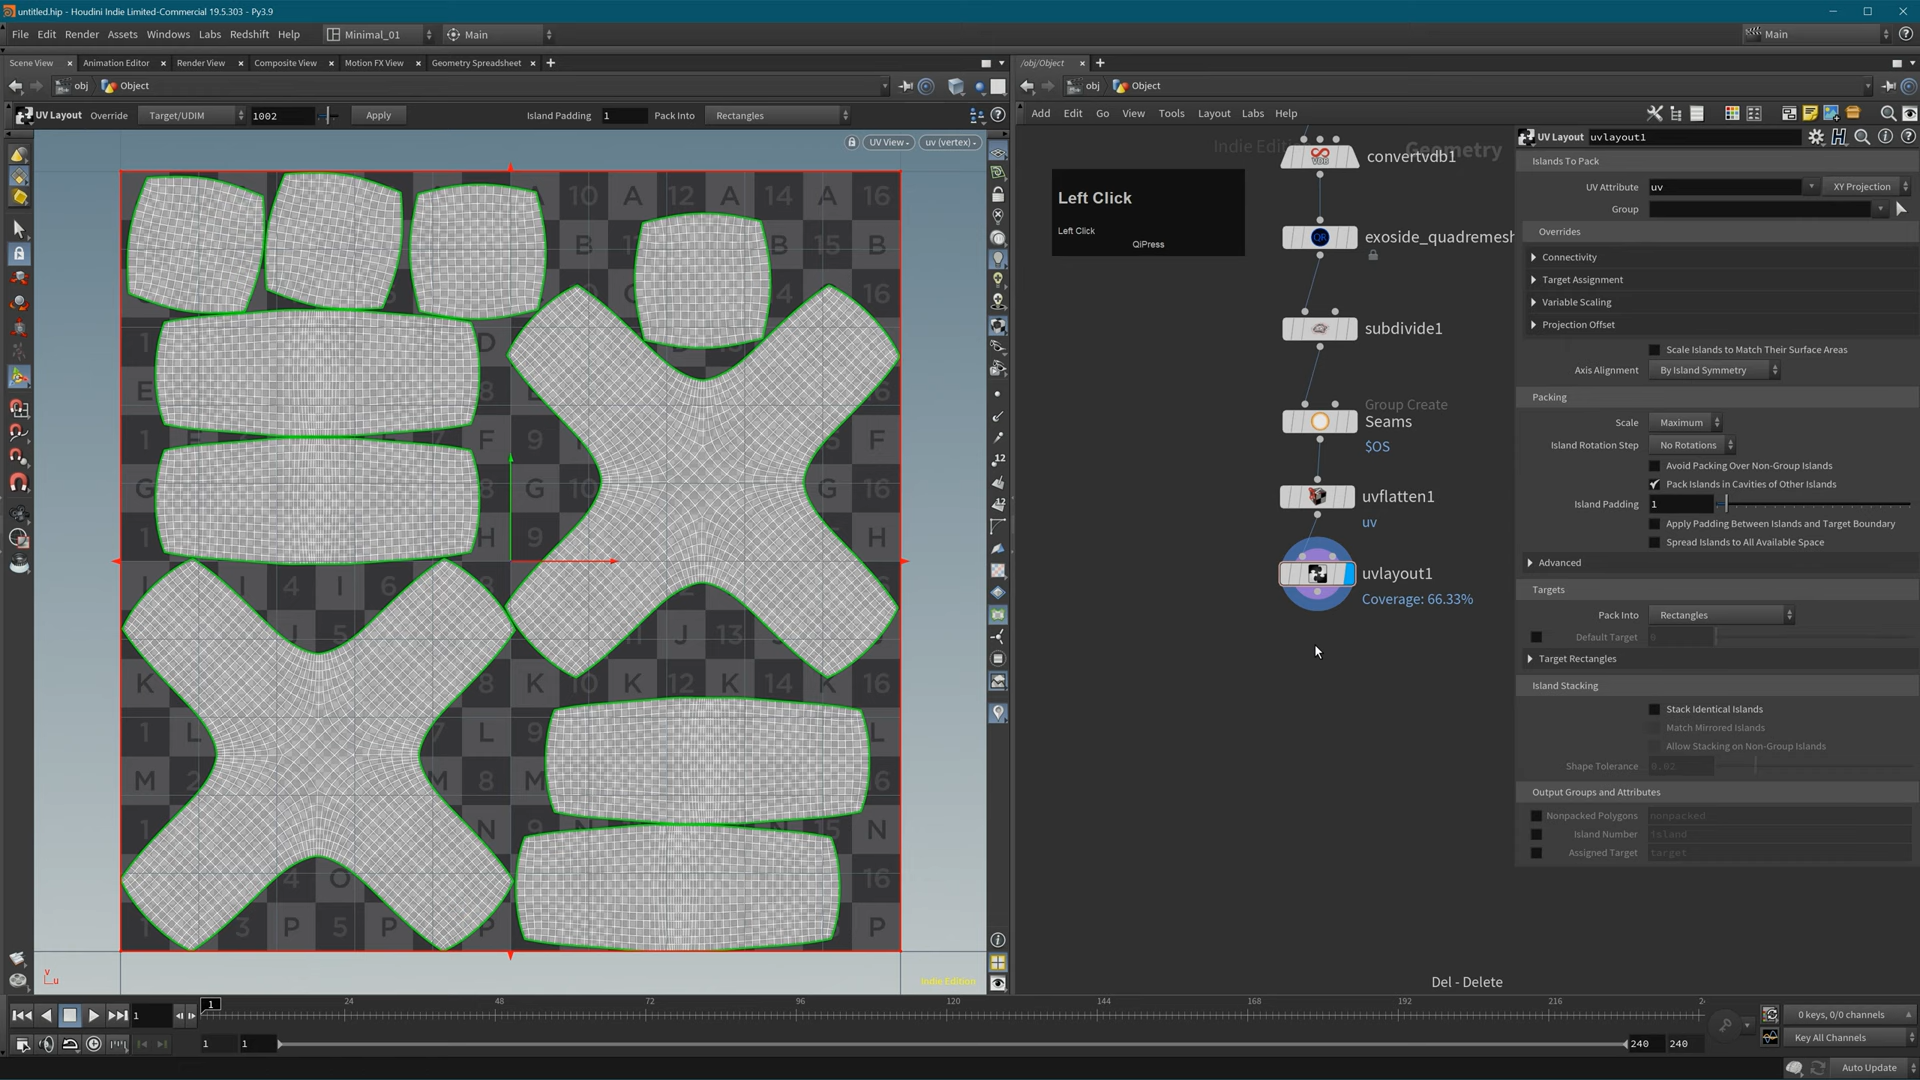 untitled.hip - Houdini Indie Limited-Commercial 19.5.303 - Py3.9
File Edit Render Assets Windows Labs Redshift Help Minimal_01 Main Main
Scene View Animation Editor Render View Composite View Motion FX View Geometry Spreadsheet
obj Object
UV Layout Override Target/UDIM 1002 Apply Island Padding 1 Pack Into Rectangles
UV View uv (vertex)
Indie Edition
/obj/Object
obj Object
Add Edit Go View Tools Layout Labs Help
Geometry
Left Click
Left Click
QiPress
convertvdb1
exoside_quadremesh
subdivide1
Group Create
Seams
$OS
uvflatten1
uv
uvlayout1
Coverage: 66.33%
Del - Delete
UV Layout uvlayout1
Islands To Pack
UV Attribute uv XY Projection
Group
Overrides
Connectivity
Target Assignment
Variable Scaling
Projection Offset
Scale Islands to Match Their Surface Areas
Axis Alignment By Island Symmetry
Packing
Scale Maximum
Island Rotation Step No Rotations
Avoid Packing Over Non-Group Islands
Pack Islands in Cavities of Other Islands
Island Padding 1
Apply Padding Between Islands and Target Boundary
Spread Islands to All Available Space
Advanced
Targets
Pack Into Rectangles
Default Target 0
Target Rectangles
Island Stacking
Stack Identical Islands
Match Mirrored Islands
Allow Stacking on Non-Group Islands
Shape Tolerance 0.02
Output Groups and Attributes
Nonpacked Polygons nonpacked
Island Number island
Assigned Target target
1 1 24 48 72 96 120 144 168 192 216
0 keys, 0/0 channels
1 1 240 240 Key All Channels
Auto Update